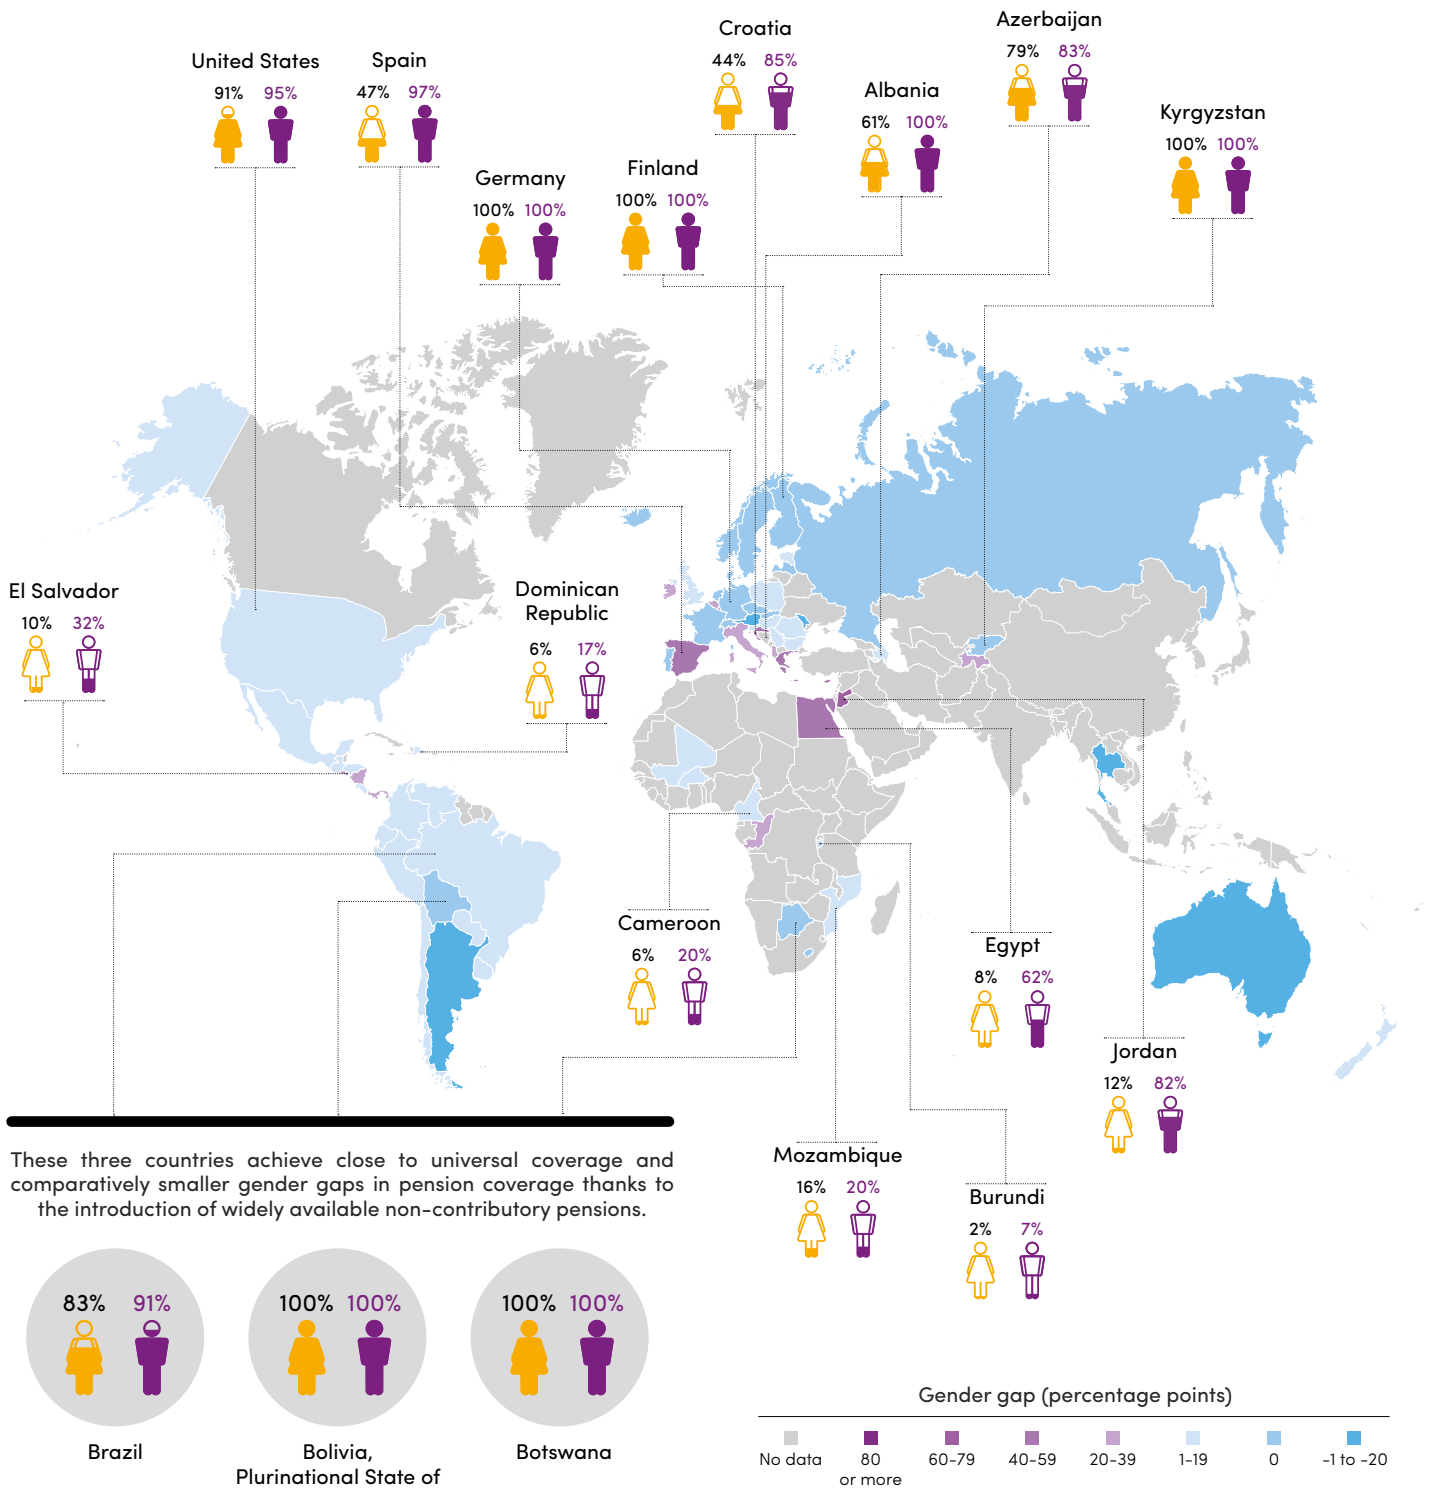 Croatia
44% 85%
Azerbaijan
79% 83%
United States
91% 95%
Spain
47% 97%
Albania
61% 100%
Kyrgyzstan
100% 100%
Germany
100% 100%
Finland
100% 100%
El Salvador
10% 32%
Dominican
Republic
6% 17%
Cameroon
6% 20%
Egypt
8% 62%
Jordan
12% 82%
Mozambique
16% 20%
Burundi
2% 7%
These three countries achieve close to universal coverage and
comparatively smaller gender gaps in pension coverage thanks to
the introduction of widely available non-contributory pensions.
83% 91%
Brazil
100% 100%
Bolivia,
Plurinational State of
100% 100%
Botswana
Gender gap (percentage points)
No data
80
or more
60-79
40-59
20-39
1-19
0
-1 to -20